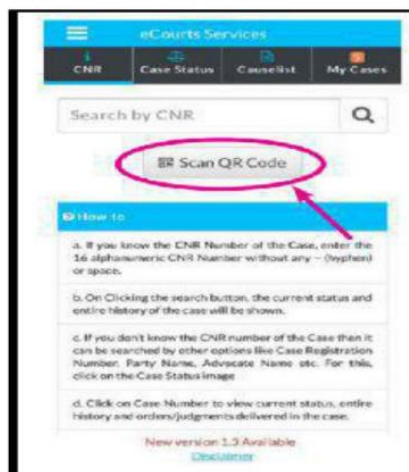 eCourts Services
CNR Case Status Causelist My Cases
Search by CNR
Scan QR Code
How to
a. If you know the CNR Number of the Case, enter the
16 alphanumeric CNR Number without any – (hyphen)
or space.
b. On Clicking the search button, the current status and
entire history of the case will be shown.
c. If you don't know the CNR number of the Case then it
can be searched by other options like Case Registration
Number, Party Name, Advocate Name etc. For this,
click on the Case Status image
d. Click on Case Number to view current status, entire
history and orders/judgments delivered in the case.
New version 1.3 Available
Disclaimer